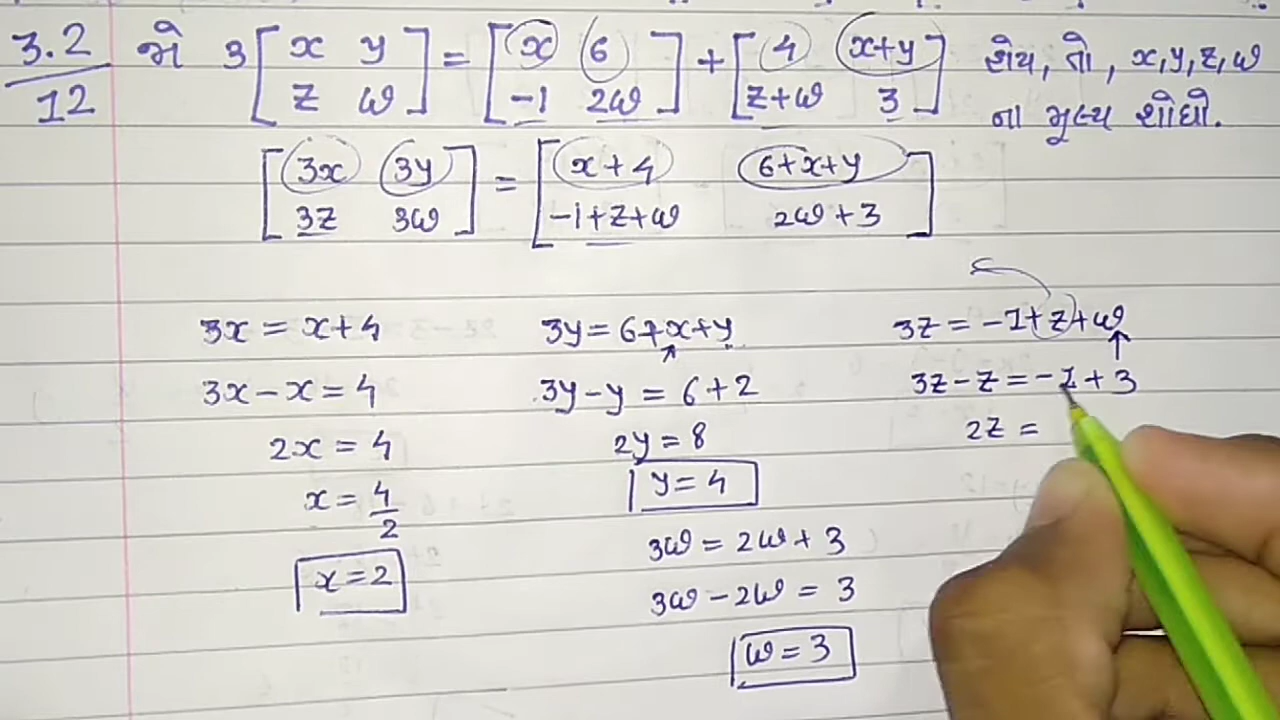 3.2/12 જો 3 [x y] = [x 6] + [4 x+y] હોય, તો, x,y,z,w
[z w] [-1 2w] [z+w 3] ના મૂલ્ય શોધો.
[3x 3y] = [x+4 6+x+y]
[3z 3w] [-1+z+w 2w+3]
3x = x+4 3y = 6+x+y 3z = -1+z+w
3x - x = 4 3y - y = 6+2 3z - z = -1+3
2x = 4 2y = 8 2z =
x = 4/2 y = 4
3w = 2w + 3
x = 2 3w - 2w = 3
w = 3